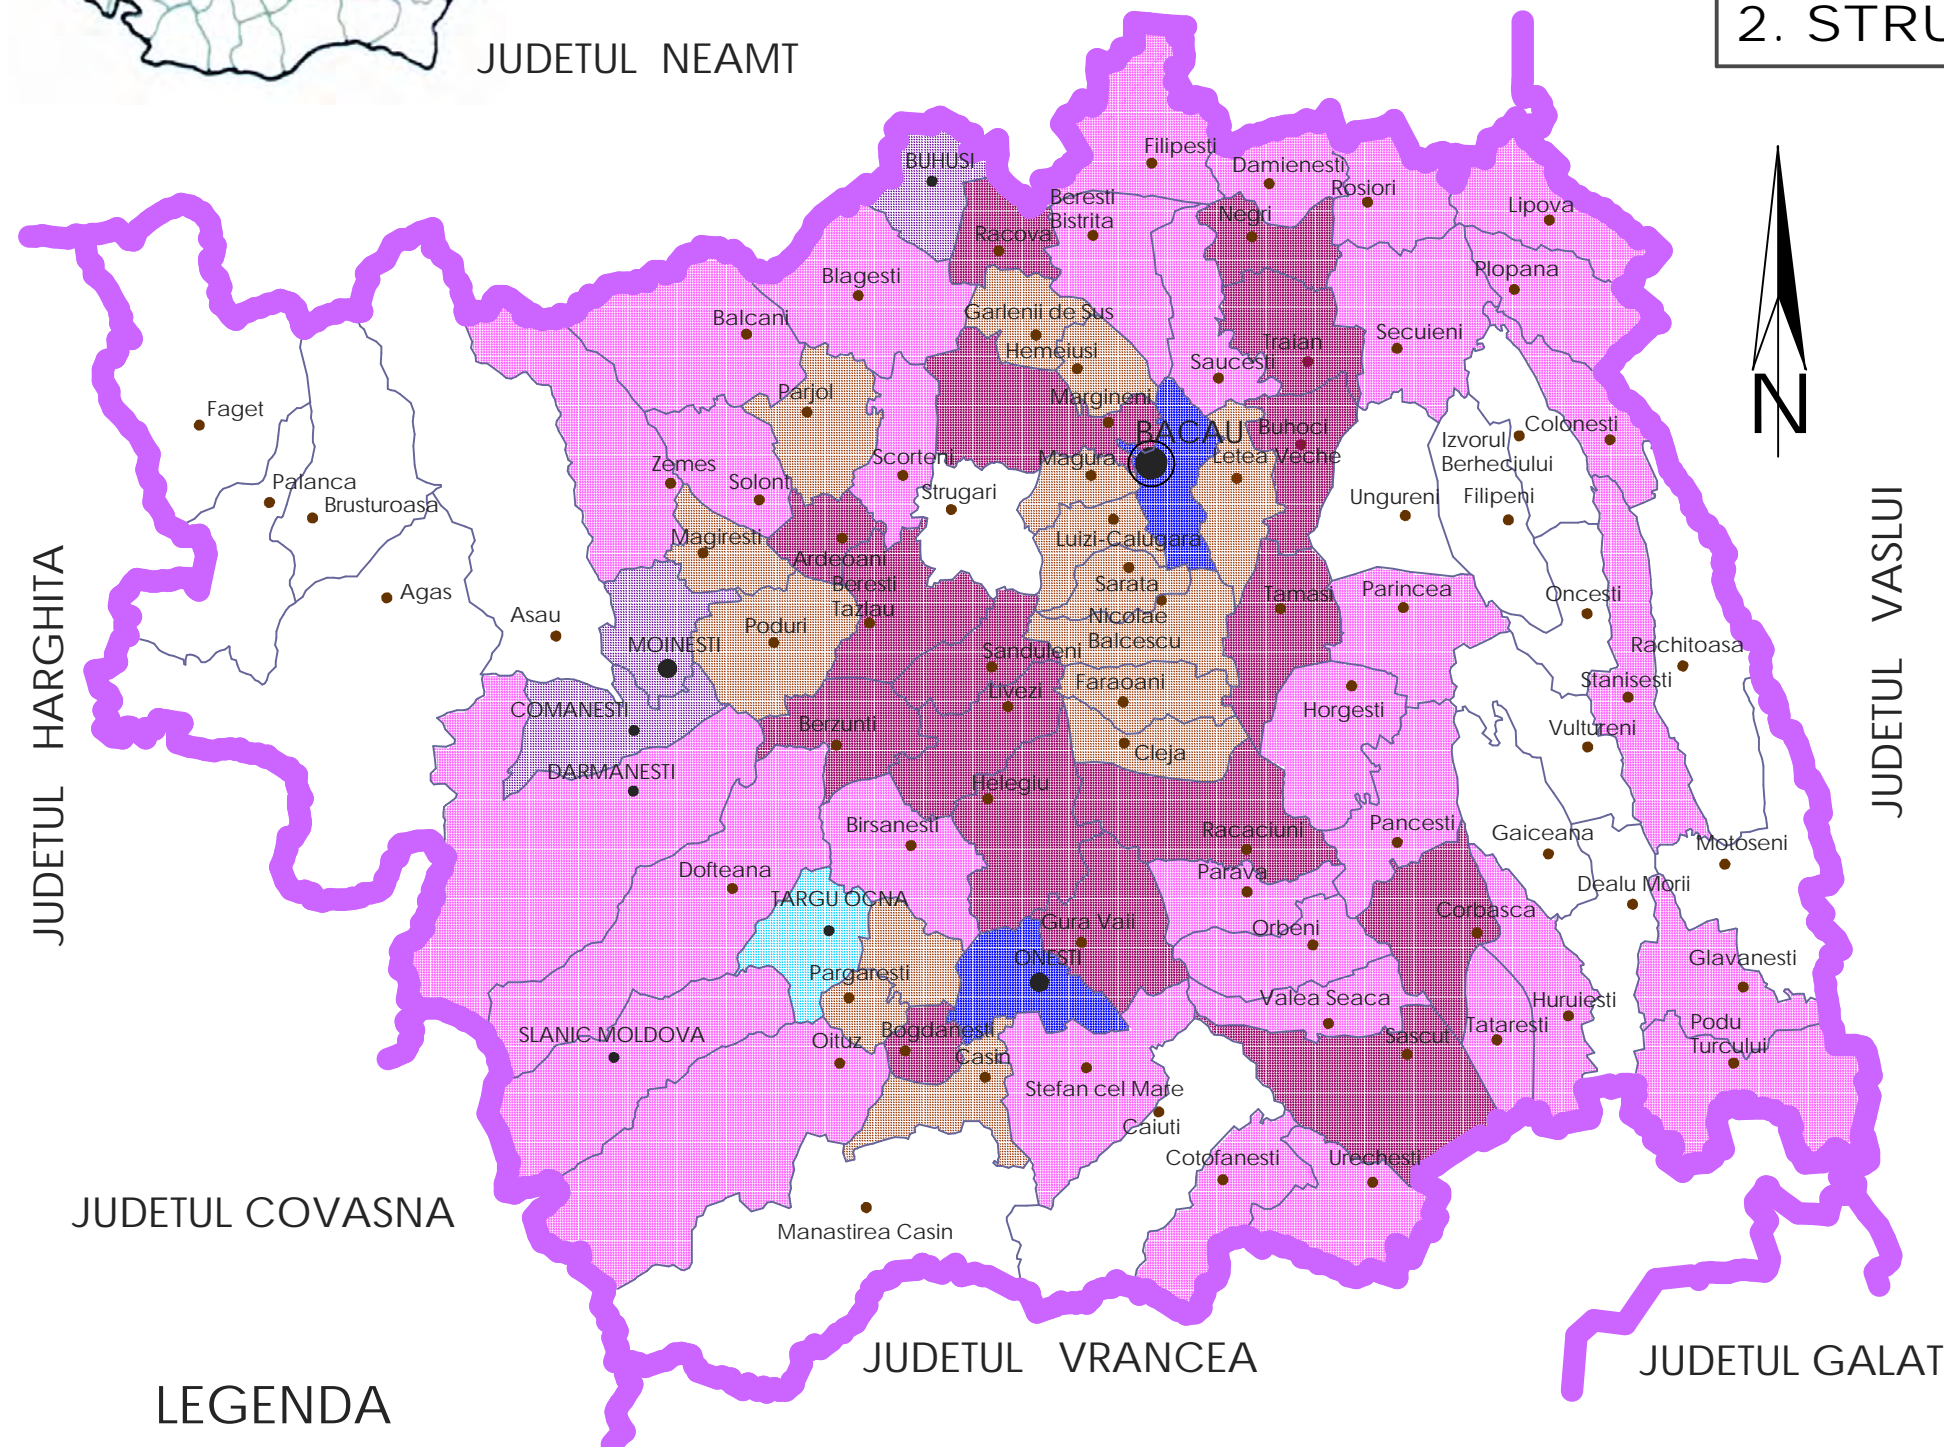 2. STRU
JUDETUL NEAMT
BUHUSI
Filipesti
Damienesti
Rosiori
Beresti
Bistrita
Negri
Lipova
Racova
Blagesti
Plopana
Balcani
Garlenii de Sus
Secuieni
Traian
Hemeiusi
Saucesti
Parjol
Margineni
N
Faget
BACAU
Buhoci
Colonesti
Izvorul
Berheciului
Zemes
Scorteni
Magura
Letea Veche
Palanca
Solont
Strugari
Ungureni
Filipeni
Brusturoasa
Magiresti
Luizi-Calugara
Ardeoani
Agas
Beresti
Tazlau
Sarata
Tamasi
Parincea
Oncesti
Asau
Nicolae
Balcescu
Poduri
MOINESTI
Sanduleni
Rachitoasa
Livezi
Faraoani
Stanisesti
COMANESTI
Horgesti
Berzunti
Vultureni
Cleja
DARMANESTI
Helegiu
Birsanesti
Racaciuni
Pancesti
Gaiceana
Motoseni
Dofteana
Parava
Dealu Morii
TARGU OCNA
Gura Vaii
Orbeni
Corbasca
ONESTI
Glavanesti
Pargaresti
Valea Seaca
Huruiesti
SLANIC MOLDOVA
Oituz
Bogdanesti
Sascut
Tataresti
Podu
Turcului
Casin
Stefan cel Mare
Caiuti
Cotofanesti
Urechesti
Manastirea Casin
JUDETUL HARGHITA
JUDETUL VASLUI
JUDETUL COVASNA
JUDETUL VRANCEA
JUDETUL GALAT
LEGENDA